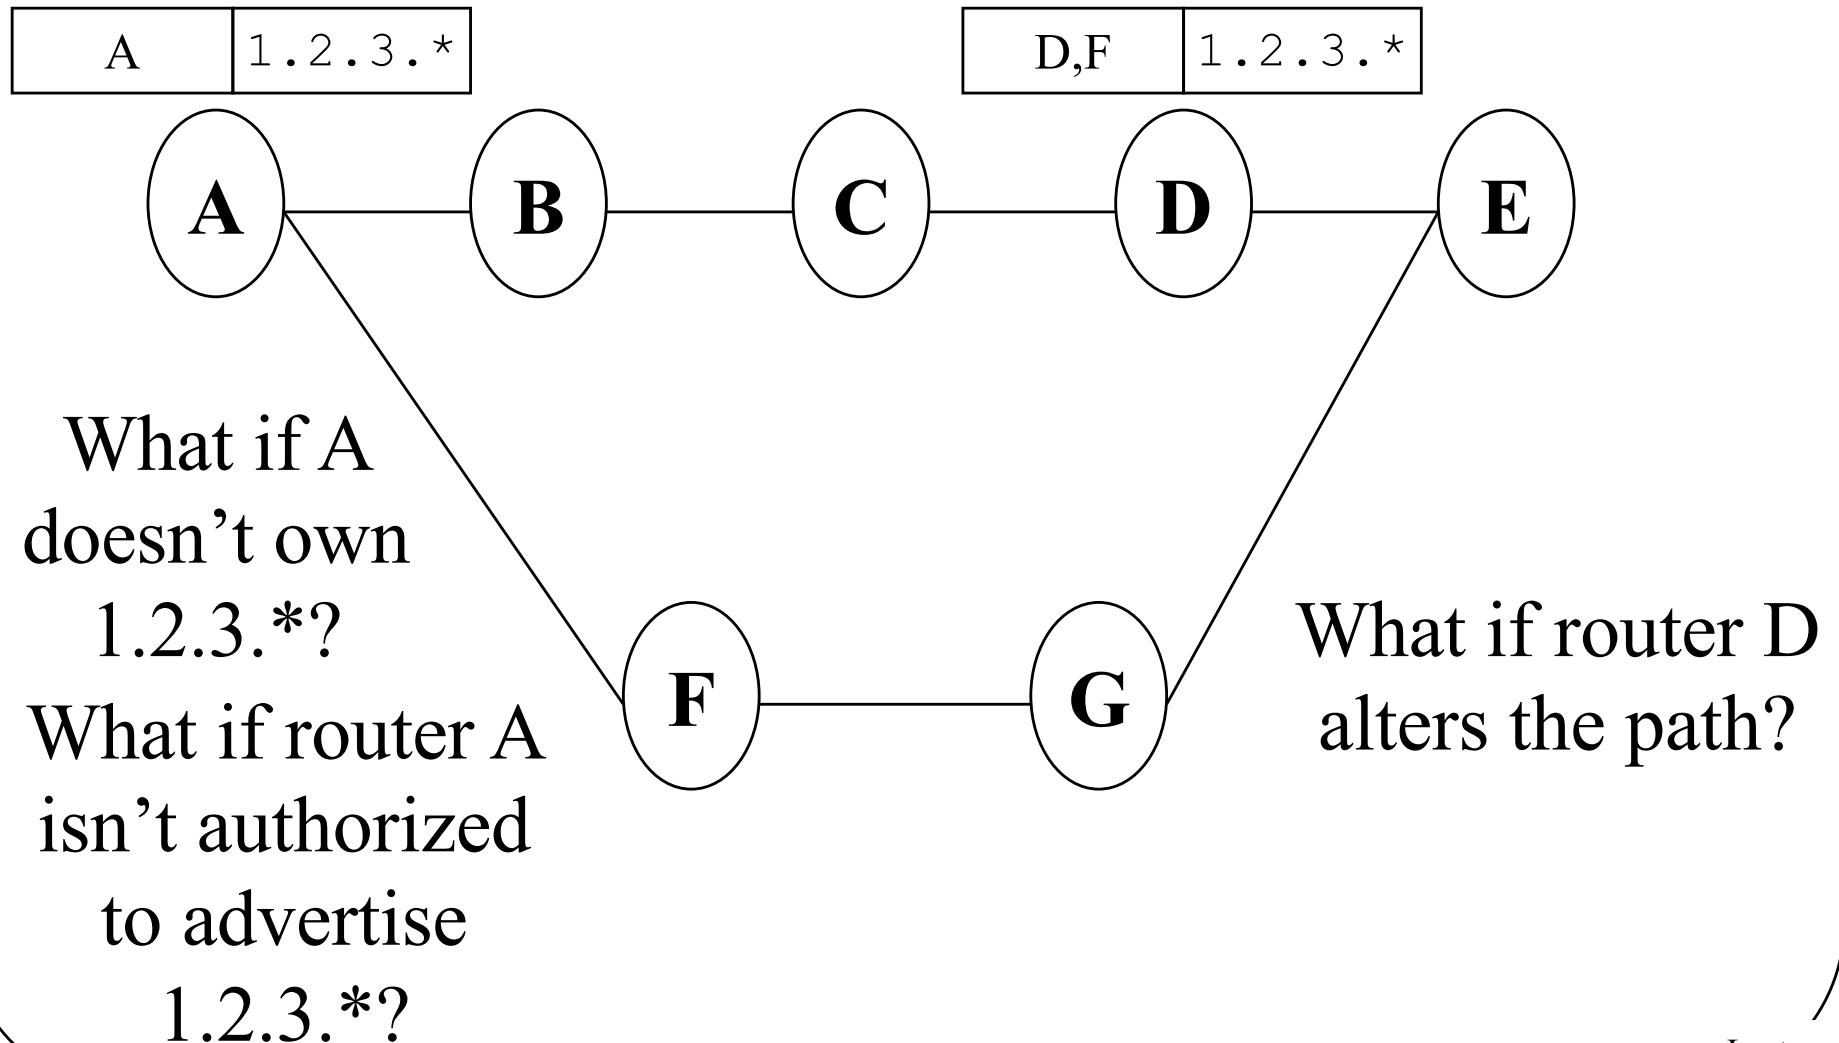 A 1.2.3.* D,F 1.2.3.*
A B C D E
What if A
doesn’t own
1.2.3.*?
F G
What if router A
isn’t authorized
to advertise
1.2.3.*?
What if router D
alters the path?